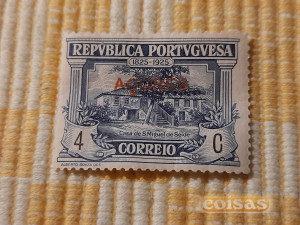 REPVBLICA PORTVGVESA
1825-1925
AÇORES
Casa de S. Miguel de Seide
4 C
CORREIO
coisas